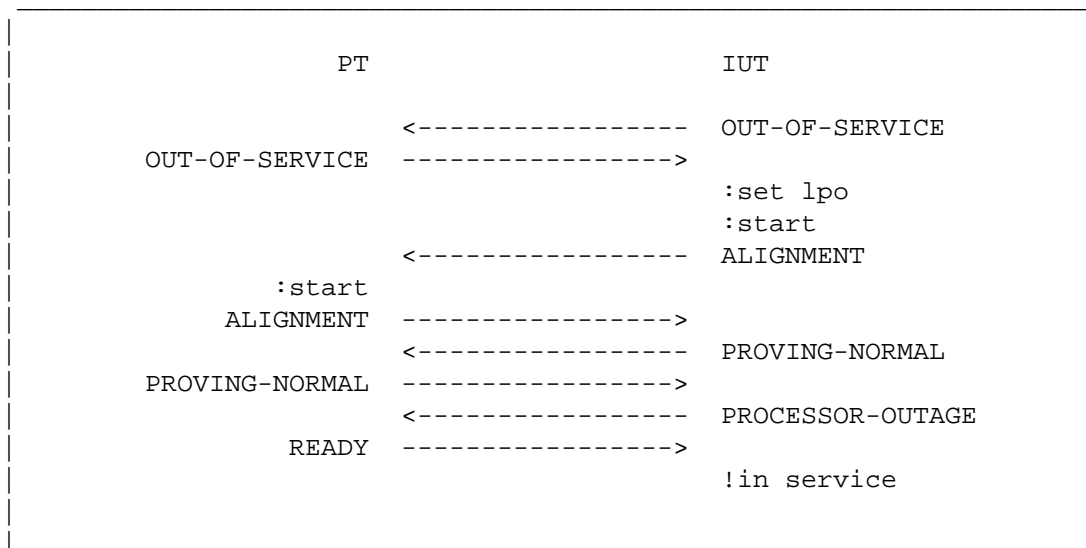 PT IUT
<----------------- OUT-OF-SERVICE
OUT-OF-SERVICE ----------------->
:set lpo
:start
<----------------- ALIGNMENT
:start
ALIGNMENT ----------------->
<----------------- PROVING-NORMAL
PROVING-NORMAL ----------------->
<----------------- PROCESSOR-OUTAGE
READY ----------------->
!in service